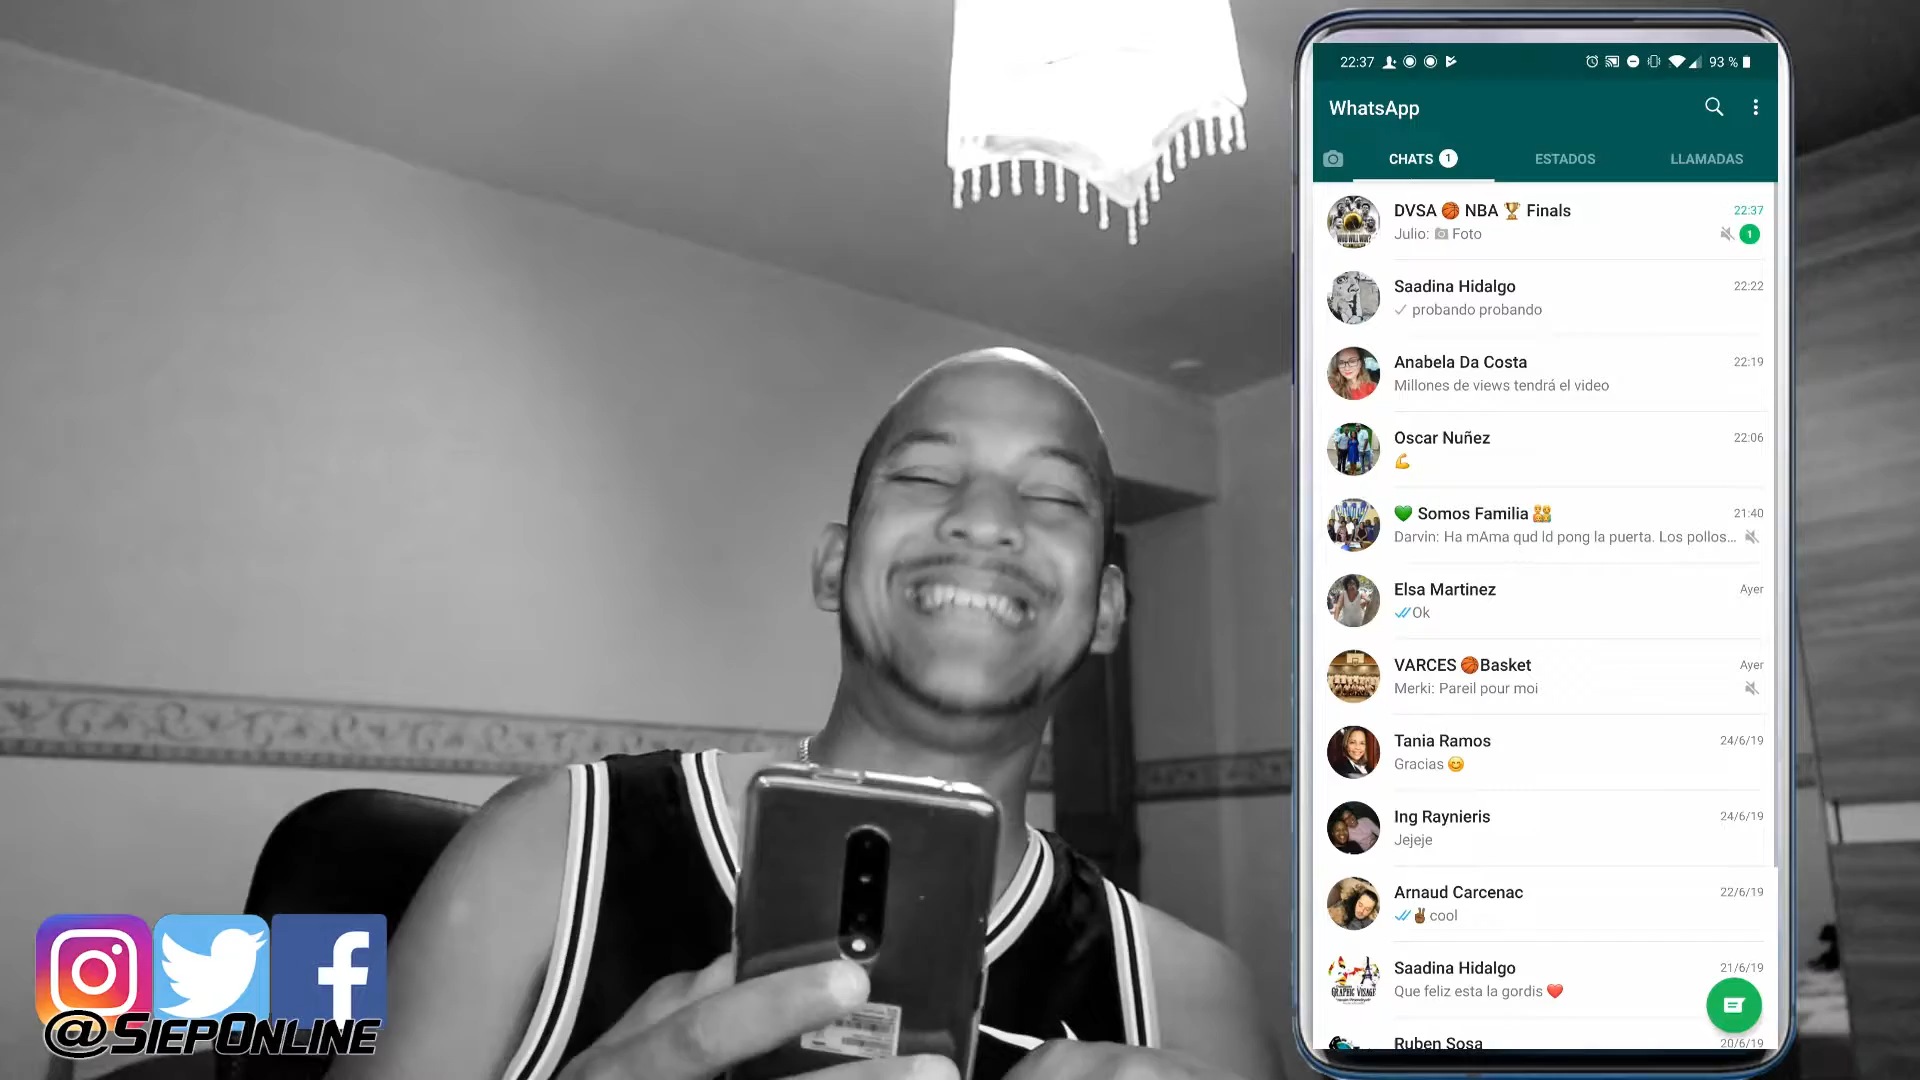 22:37
93 %
WhatsApp
CHATS 1
ESTADOS
LLAMADAS
DVSA 🏀 NBA 🏆 Finals
22:37
Julio: 📷 Foto
1
Saadina Hidalgo
22:22
✓ probando probando
Anabela Da Costa
22:19
Millones de views tendrá el video
Oscar Nuñez
22:06
💪
💚 Somos Familia 👨‍👩‍👧‍👦
21:40
Darvin: Ha mAma qud ld pong la puerta. Los pollos...
Elsa Martinez
Ayer
Ok
VARCES 🏀Basket
Ayer
Merki: Pareil pour moi
Tania Ramos
24/6/19
Gracias 😊
Ing Raynieris
24/6/19
Jejeje
Arnaud Carcenac
22/6/19
✌🏾cool
Saadina Hidalgo
21/6/19
Que feliz esta la gordis ❤️
Ruben Sosa
20/6/19
@SiepOnline